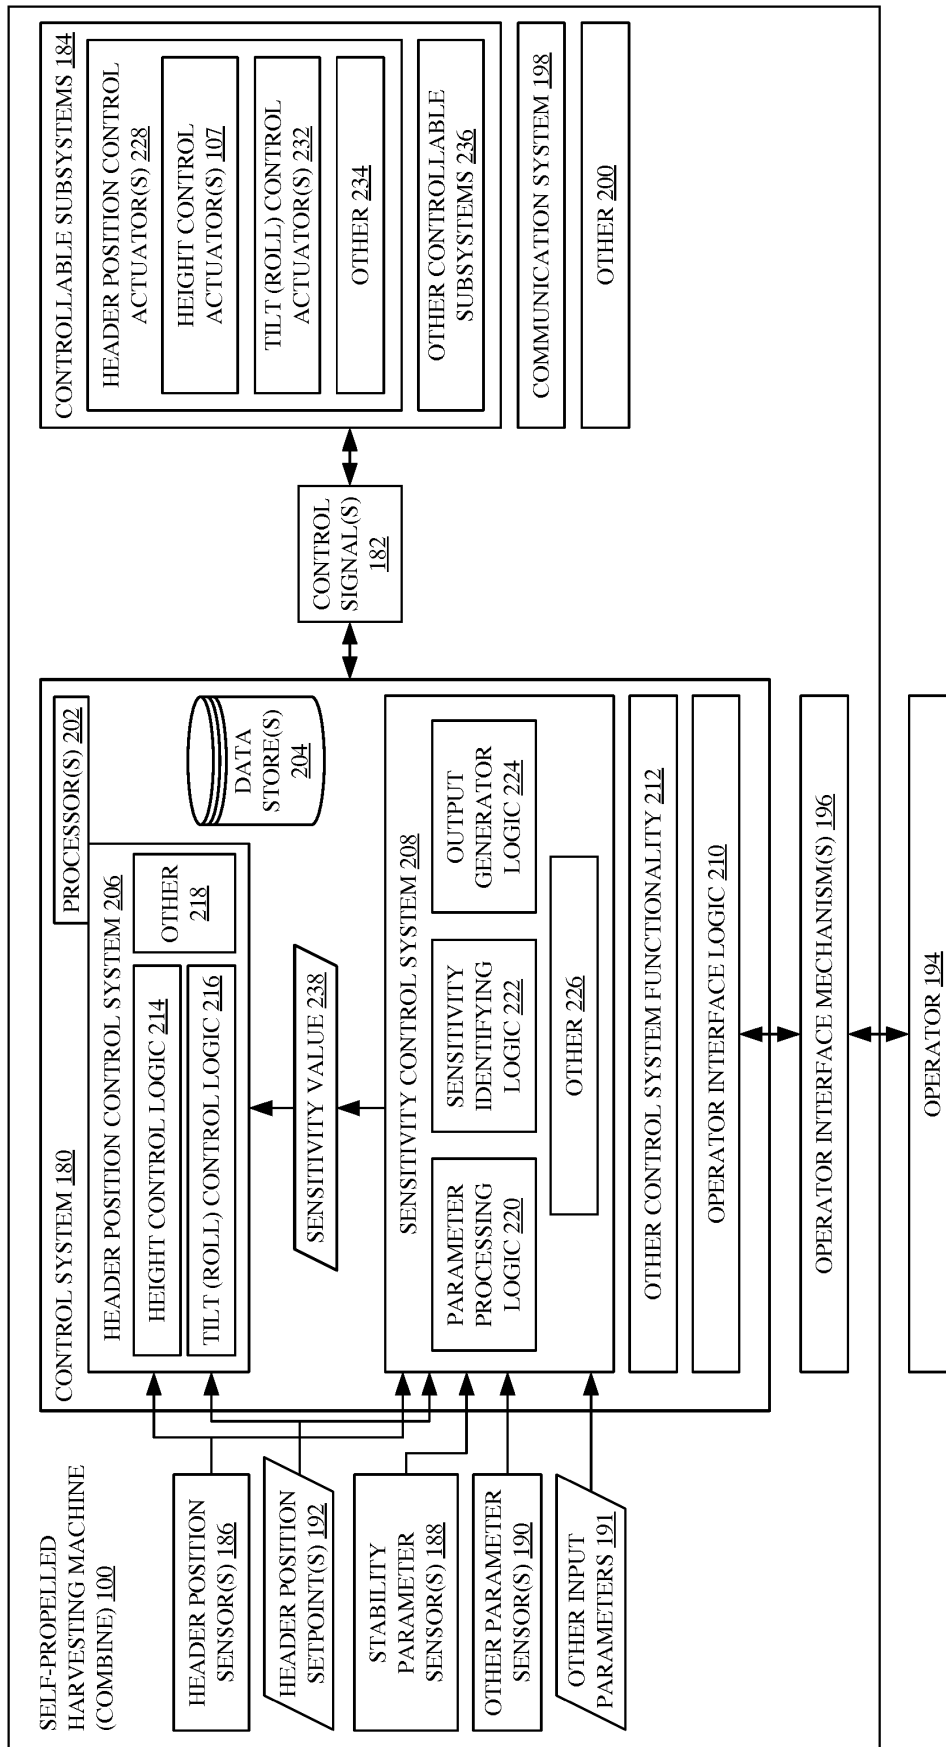 SELF-PROPELLED
HARVESTING MACHINE
(COMBINE) 100
HEADER POSITION
SENSOR(S) 186
HEADER POSITION
SETPOINT(S) 192
STABILITY
PARAMETER
SENSOR(S) 188
OTHER PARAMETER
SENSOR(S) 190
OTHER INPUT
PARAMETERS 191
CONTROL SYSTEM 180
PROCESSOR(S) 202
HEADER POSITION CONTROL SYSTEM 206
HEIGHT CONTROL LOGIC 214
TILT (ROLL) CONTROL LOGIC 216
OTHER
218
DATA
STORE(S)
204
SENSITIVITY VALUE 238
SENSITIVITY CONTROL SYSTEM 208
PARAMETER
PROCESSING
LOGIC 220
SENSITIVITY
IDENTIFYING
LOGIC 222
OUTPUT
GENERATOR
LOGIC 224
OTHER 226
OTHER CONTROL SYSTEM FUNCTIONALITY 212
OPERATOR INTERFACE LOGIC 210
OPERATOR INTERFACE MECHANISM(S) 196
OPERATOR 194
CONTROL
SIGNAL(S)
182
CONTROLLABLE SUBSYSTEMS 184
HEADER POSITION CONTROL
ACTUATOR(S) 228
HEIGHT CONTROL
ACTUATOR(S) 107
TILT (ROLL) CONTROL
ACTUATOR(S) 232
OTHER 234
OTHER CONTROLLABLE
SUBSYSTEMS 236
COMMUNICATION SYSTEM 198
OTHER 200